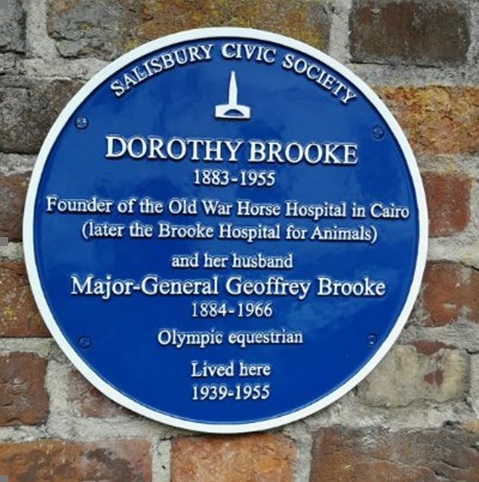 SALISBURY CIVIC SOCIETY
DOROTHY BROOKE
1883-1955
Founder of the Old War Horse Hospital in Cairo
(later the Brooke Hospital for Animals)
and her husband
Major-General Geoffrey Brooke
1884-1966
Olympic equestrian
Lived here
1939-1955